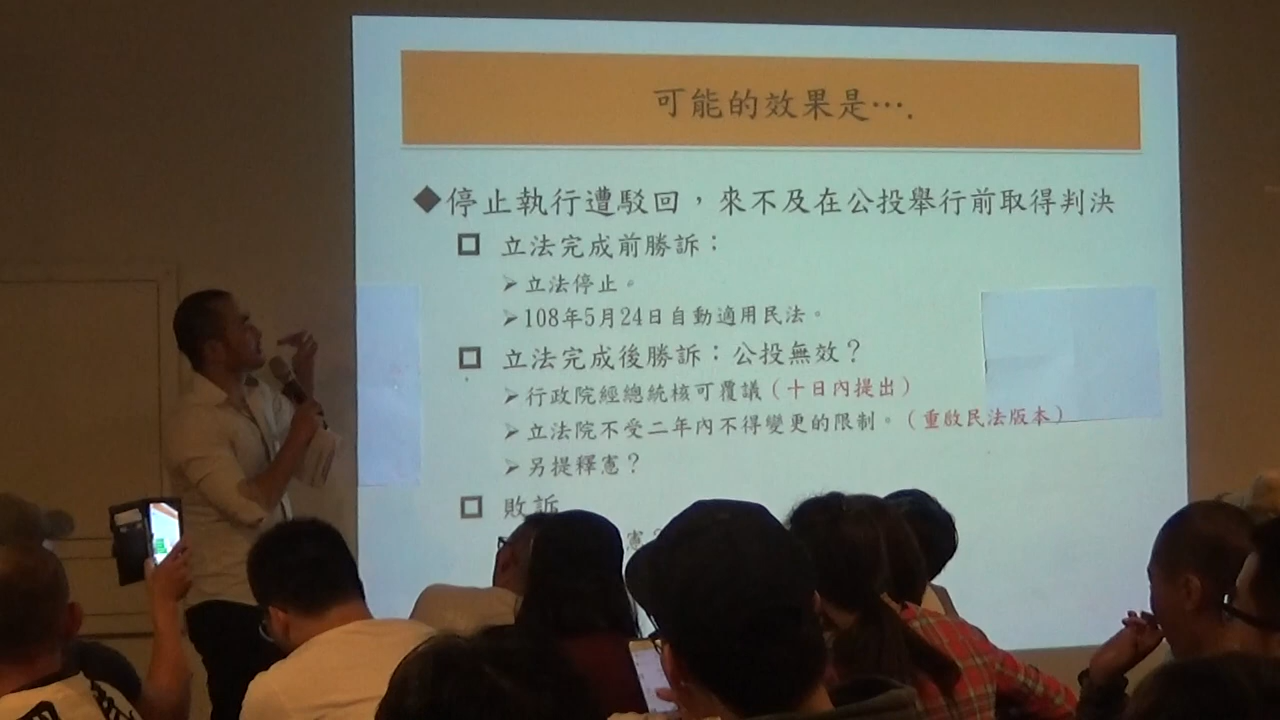 可能的效果是….
◆停止執行遭駁回，來不及在公投舉行前取得判決
立法完成前勝訴：
➢立法停止。
➢108年5月24日自動適用民法。
立法完成後勝訴：公投無效？
➢行政院經總統核可覆議（十日內提出）
➢立法院不受二年內不得變更的限制。（重啟民法版本）
➢另提釋憲？
敗訴
憲？